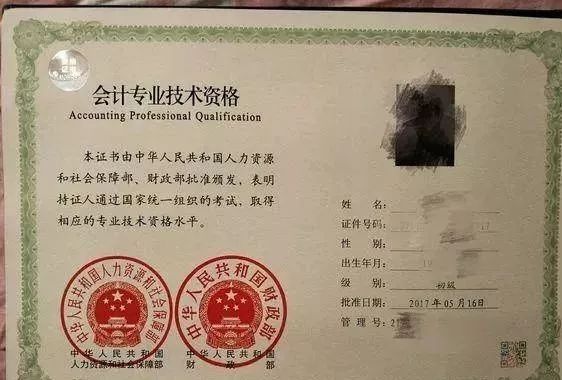 会计专业技术资格
Accounting Professional Qualification
本证书由中华人民共和国人力资源
和社会保障部、财政部批准颁发，表明
持证人通过国家统一组织的考试，取得
相应的专业技术资格水平。
中华人民共和国人力资源和社会保障部
中华人民共和国财政部
中华人民共和国
人力资源和社会保障部
中华人民共和国
财政部
姓名：
证件号码：
性别：
出生年月：
级别：初级
批准日期：2017年05月16日
管理号：2